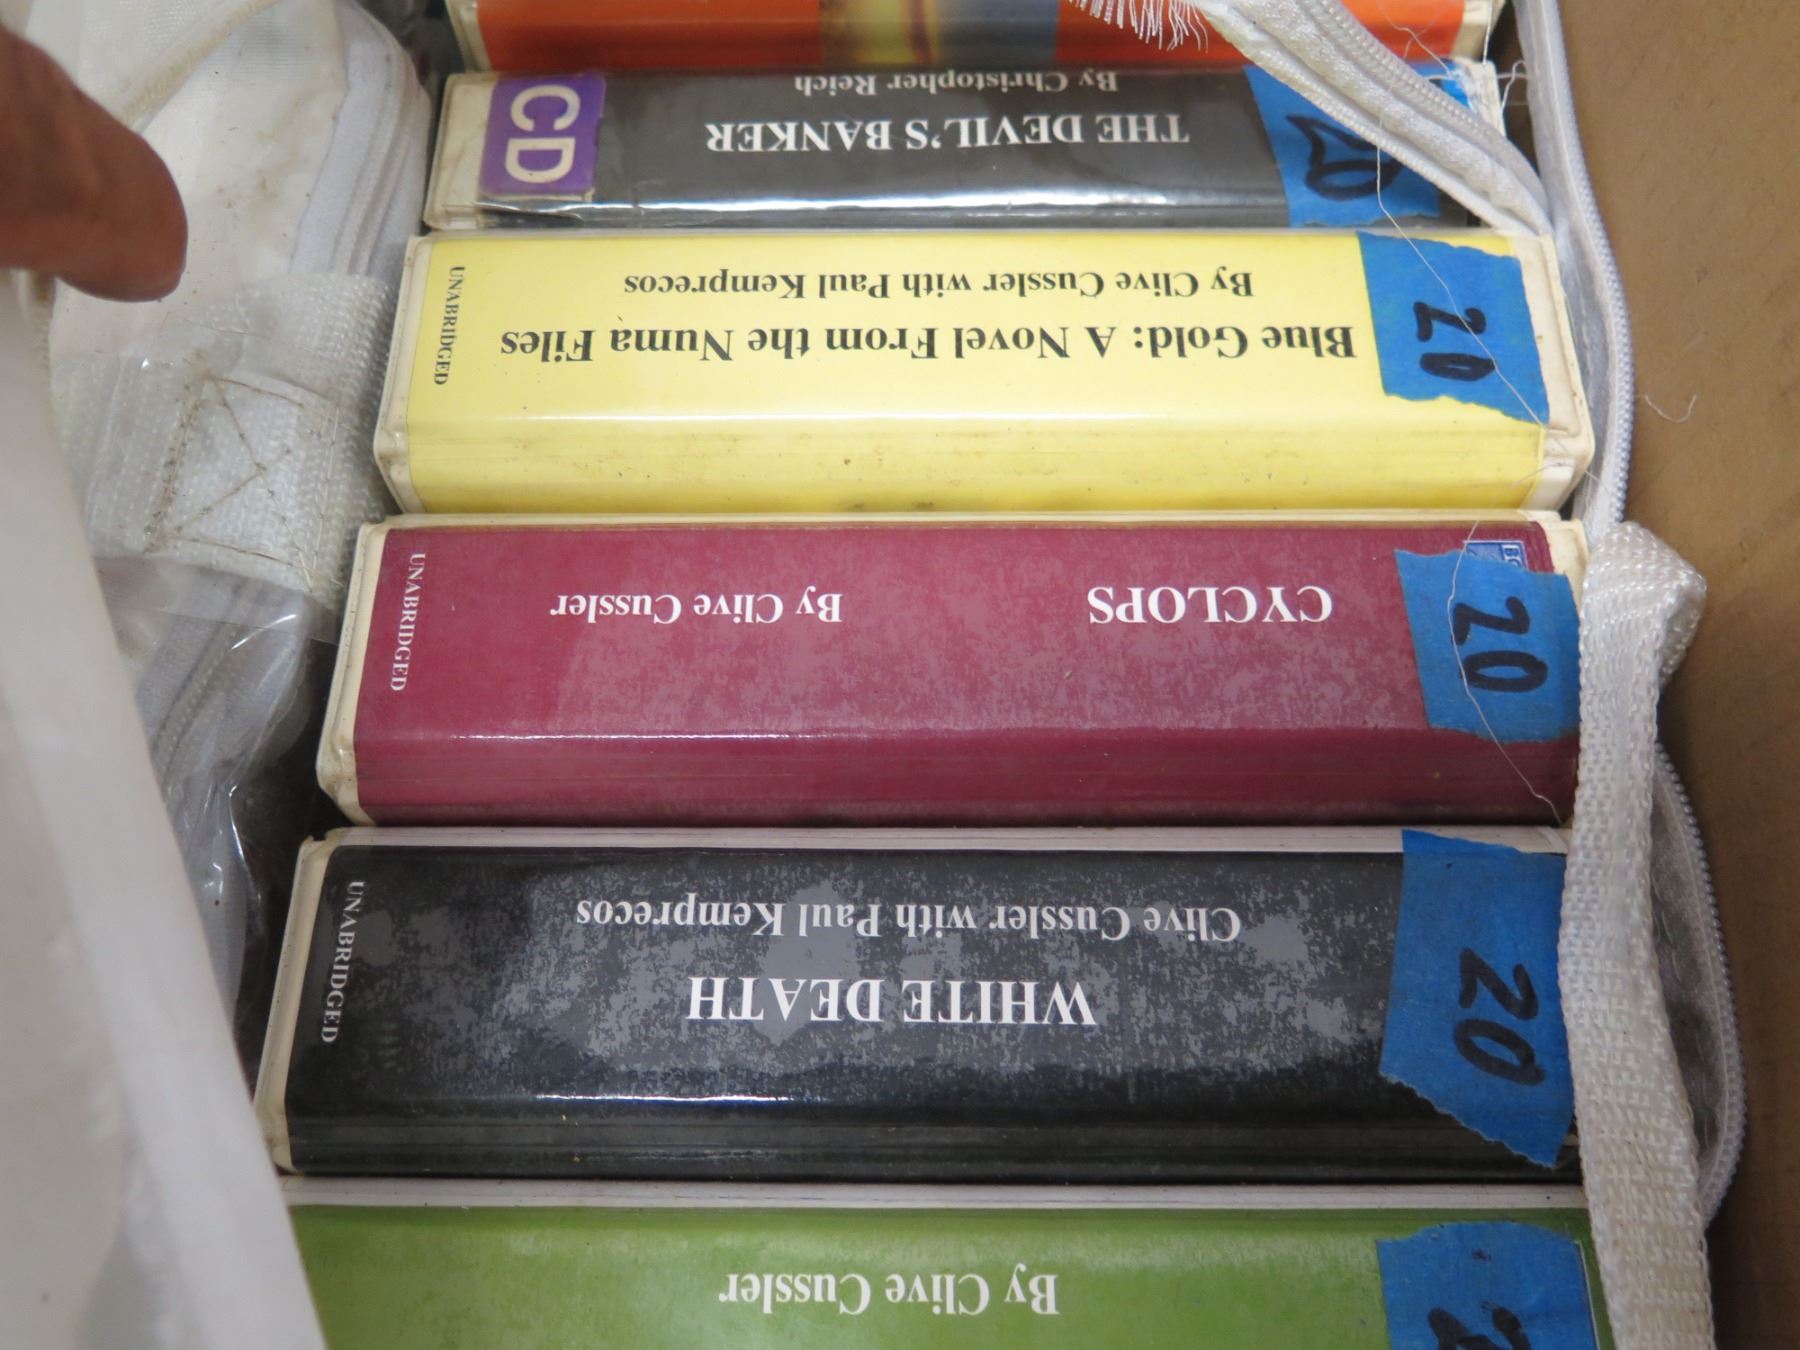 CD
THE DEVIL'S BANKER
By Christopher Reich
20
UNABRIDGED
Blue Gold: A Novel From the Numa Files
By Clive Cussler with Paul Kemprecos
20
UNABRIDGED
CYCLOPS
By Clive Cussler
20
UNABRIDGED
WHITE DEATH
Clive Cussler with Paul Kemprecos
20
By Clive Cussler